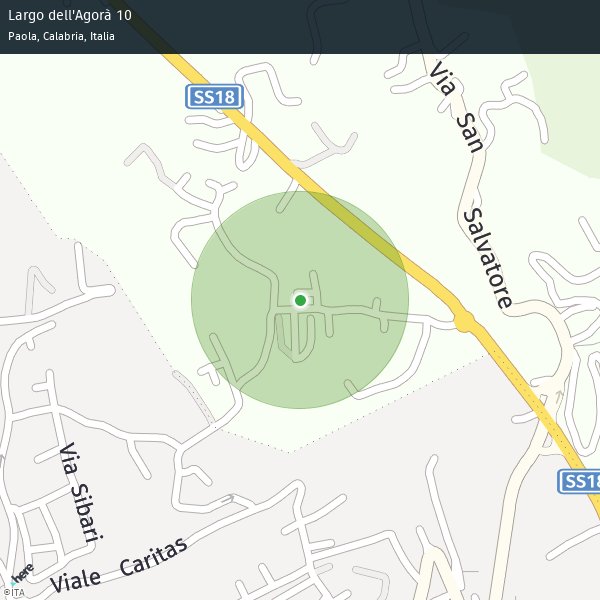 Largo dell'Agorà 10
Paola, Calabria, Italia
Via San
SS18
Salvatore
Via Sibari
SS18
Viale Caritas
here
©ITA